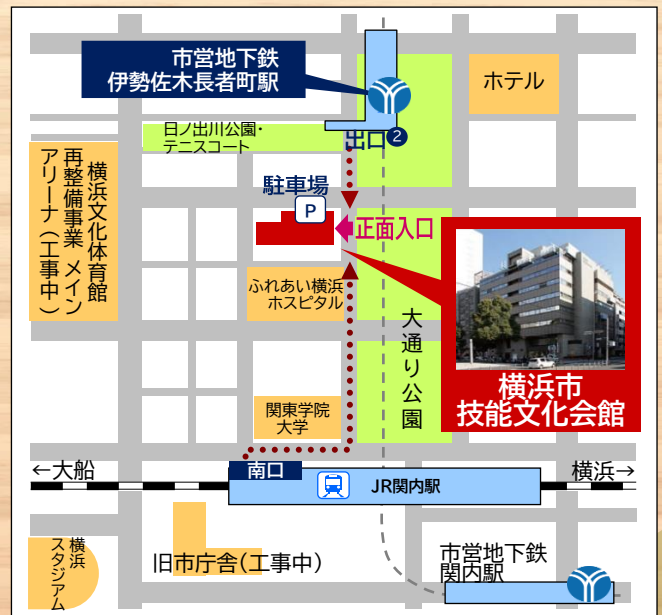 市営地下鉄
伊勢佐木長者町駅
ホテル
日ノ出川公園・
テニスコート
出口❷
横浜文化体育館
再整備事業 メイン
アリーナ(工事中)
駐車場
P
正面入口
ふれあい横浜
ホスピタル
大通り公園
横浜市
技能文化会館
関東学院
大学
←大船
南口
JR関内駅
横浜→
横浜
スタジアム
旧市庁舎(工事中)
市営地下鉄
関内駅